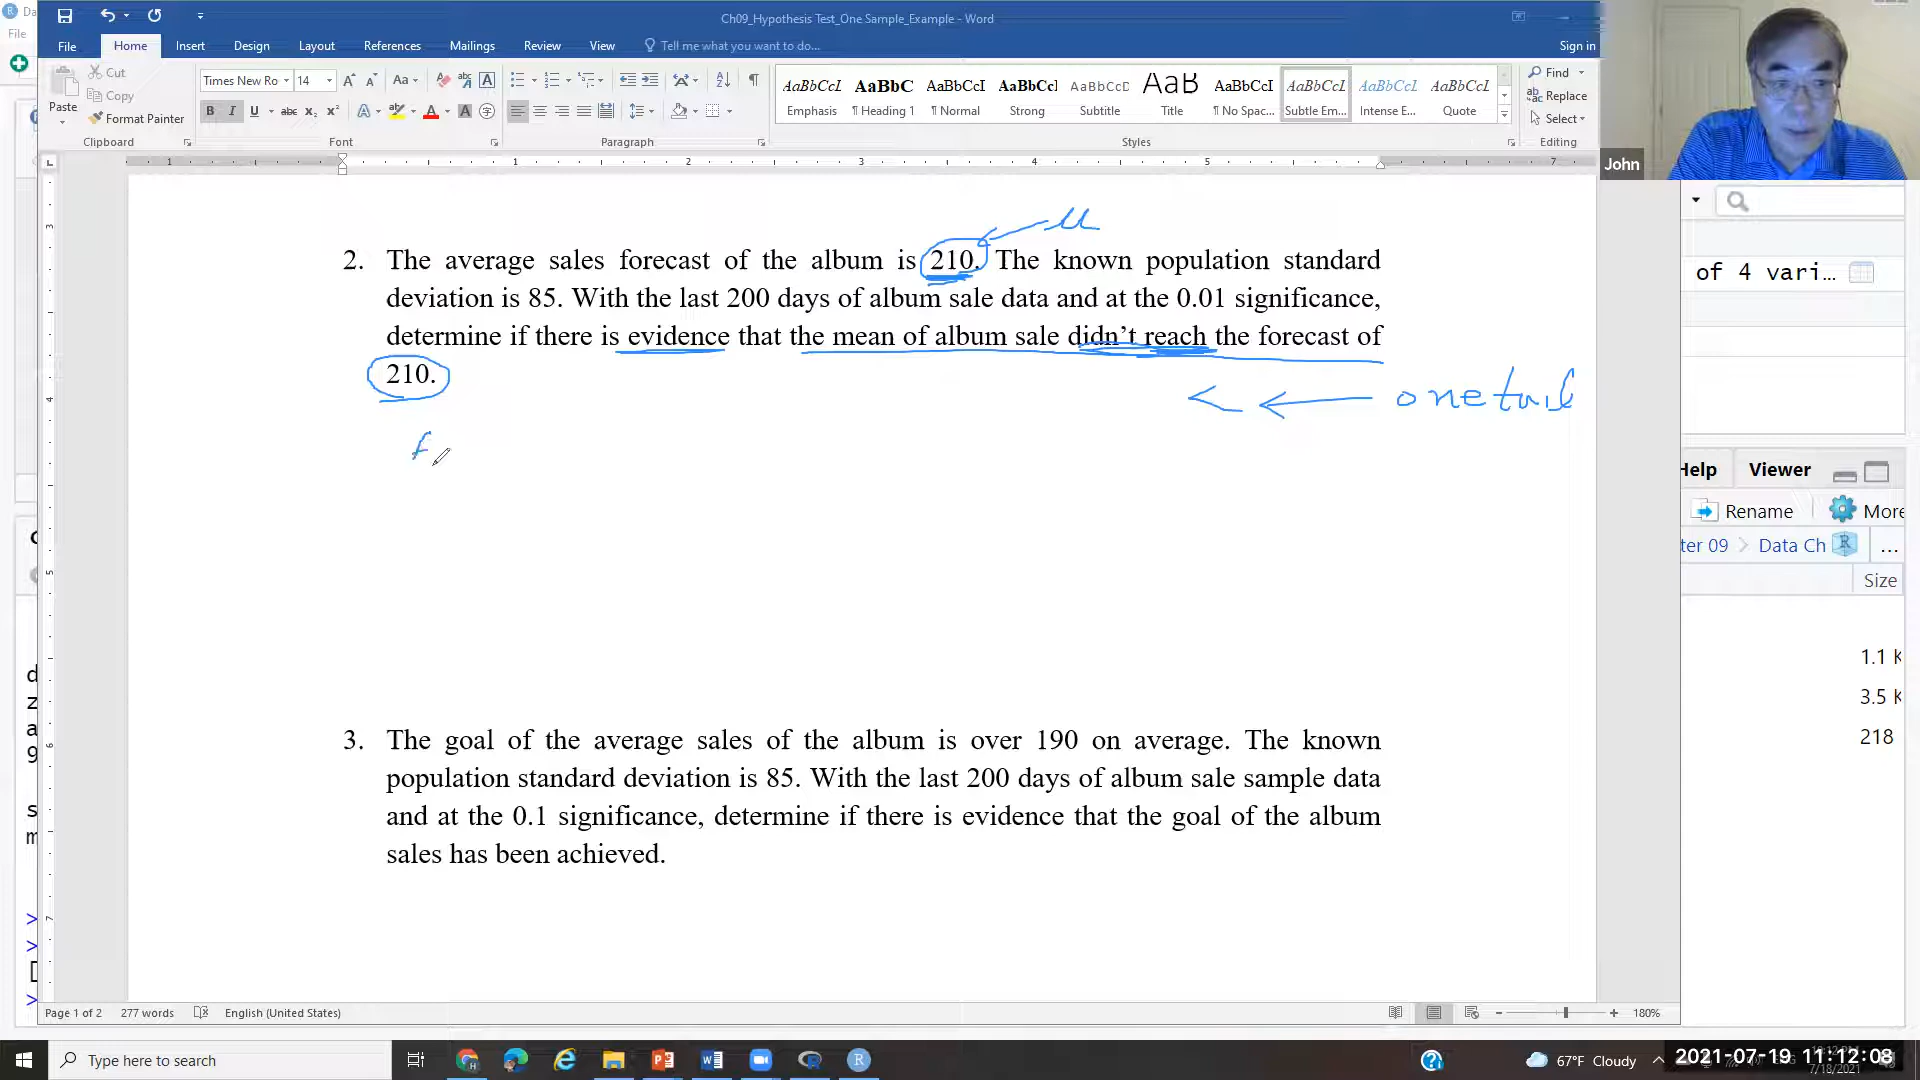 Ch09_Hypothesis Test_One Sample_Example - Word
File Home Insert Design Layout References Mailings Review View Tell me what you want to do... Sign in
Cut
Copy
Paste
Format Painter
Times New Ro 14
AaBbCcI AaBbC AaBbCcI AaBbCcI AaBbCcD AaB AaBbCcI AaBbCcI AaBbCcI AaBbCcI
Emphasis ¶ Heading 1 ¶ Normal Strong Subtitle Title ¶ No Spac... Subtle Em... Intense E... Quote
Find
Replace
Select
Clipboard Font Paragraph Styles Editing
John
μ
2. The average sales forecast of the album is 210. The known population standard
deviation is 85. With the last 200 days of album sale data and at the 0.01 significance,
determine if there is evidence that the mean of album sale didn't reach the forecast of
210.
< ← one tail
3. The goal of the average sales of the album is over 190 on average. The known
population standard deviation is 85. With the last 200 days of album sale sample data
and at the 0.1 significance, determine if there is evidence that the goal of the album
sales has been achieved.
of 4 vari...
Help Viewer
Rename More
ter 09 Data Ch ...
Size
1.1 K
3.5 K
218
Page 1 of 2 277 words English (United States) 180%
Type here to search
67°F Cloudy
2021-07-19 11:12:08
7/18/2021